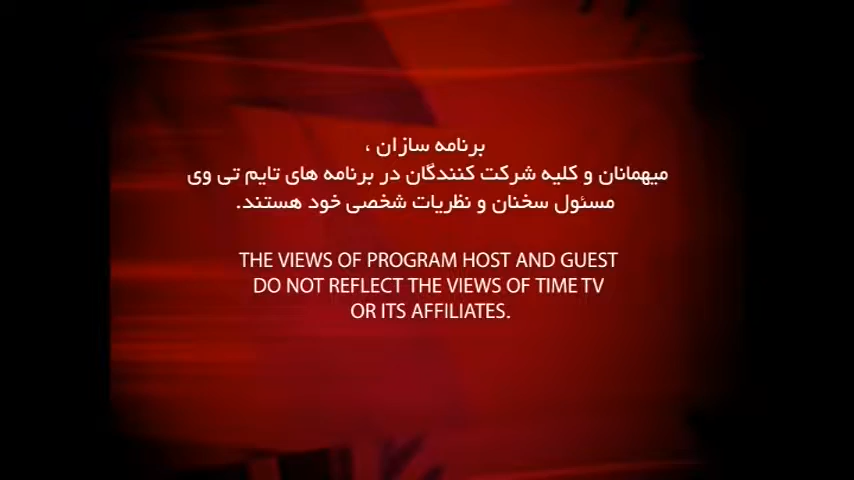 برنامه سازان ،
میهمانان و کلیه شرکت کنندگان در برنامه های تایم تی وی
مسئول سخنان و نظریات شخصی خود هستند.
THE VIEWS OF PROGRAM HOST AND GUEST
DO NOT REFLECT THE VIEWS OF TIME TV
OR ITS AFFILIATES.